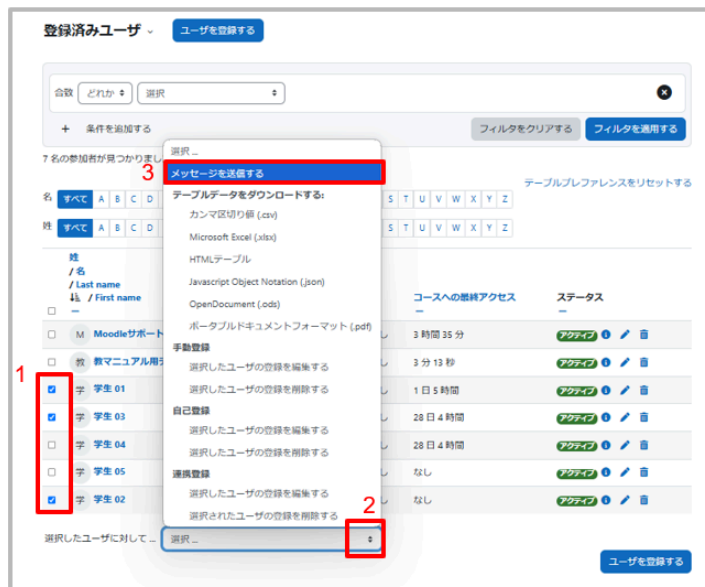 登録済みユーザ ユーザを登録する
合致 どれか 選択
+ 条件を追加する フィルタをクリアする フィルタを適用する
7 名の参加者が見つかりまし
選択 ...
3 メッセージを送信する
テーブルプレファレンスをリセットする
テーブルデータをダウンロードする:
名 すべて A B C D S T U V W X Y Z
カンマ区切り値 (.csv)
姓 すべて A B C D S T U V W X Y Z
Microsoft Excel (.xlsx)
HTMLテーブル
Javascript Object Notation (.json)
OpenDocument (.ods)
ポータブルドキュメントフォーマット (.pdf)
姓
/ 名
/ Last name
/ First name コースへの最終アクセス ステータス
M Moodleサポート し 3 時間 35 分 アクティブ
手動登録
教 教マニュアル用 3 分 13 秒 アクティブ
選択したユーザの登録を編集する
1
学 学生 01 1 日 5 時間 アクティブ
選択したユーザの登録を削除する
自己登録
学 学生 03 し 28 日 4 時間 アクティブ
選択したユーザの登録を編集する
学 学生 04 し 28 日 4 時間 アクティブ
選択したユーザの登録を削除する
連携登録
学 学生 05 し なし アクティブ
選択したユーザの登録を編集する
学 学生 02 し なし アクティブ
選択されたユーザの登録を削除する
2
選択したユーザに対して ... 選択 ...
ユーザを登録する